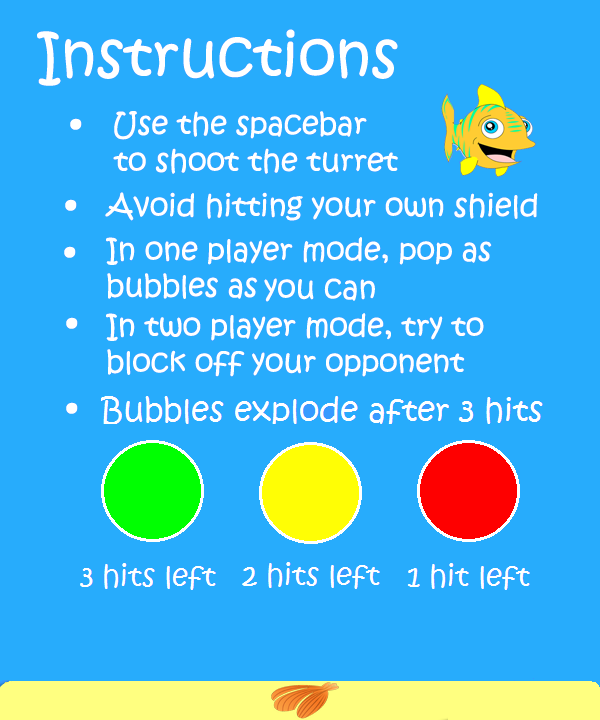 Instructions
• Use the spacebar
to shoot the turret
• Avoid hitting your own shield
• In one player mode, pop as
bubbles as you can
• In two player mode, try to
block off your opponent
• Bubbles explode after 3 hits
3 hits left 2 hits left 1 hit left